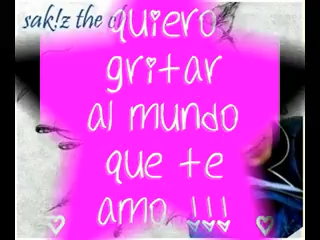 sak!z the
quiero
gritar
al mundo
que te
amo !!!